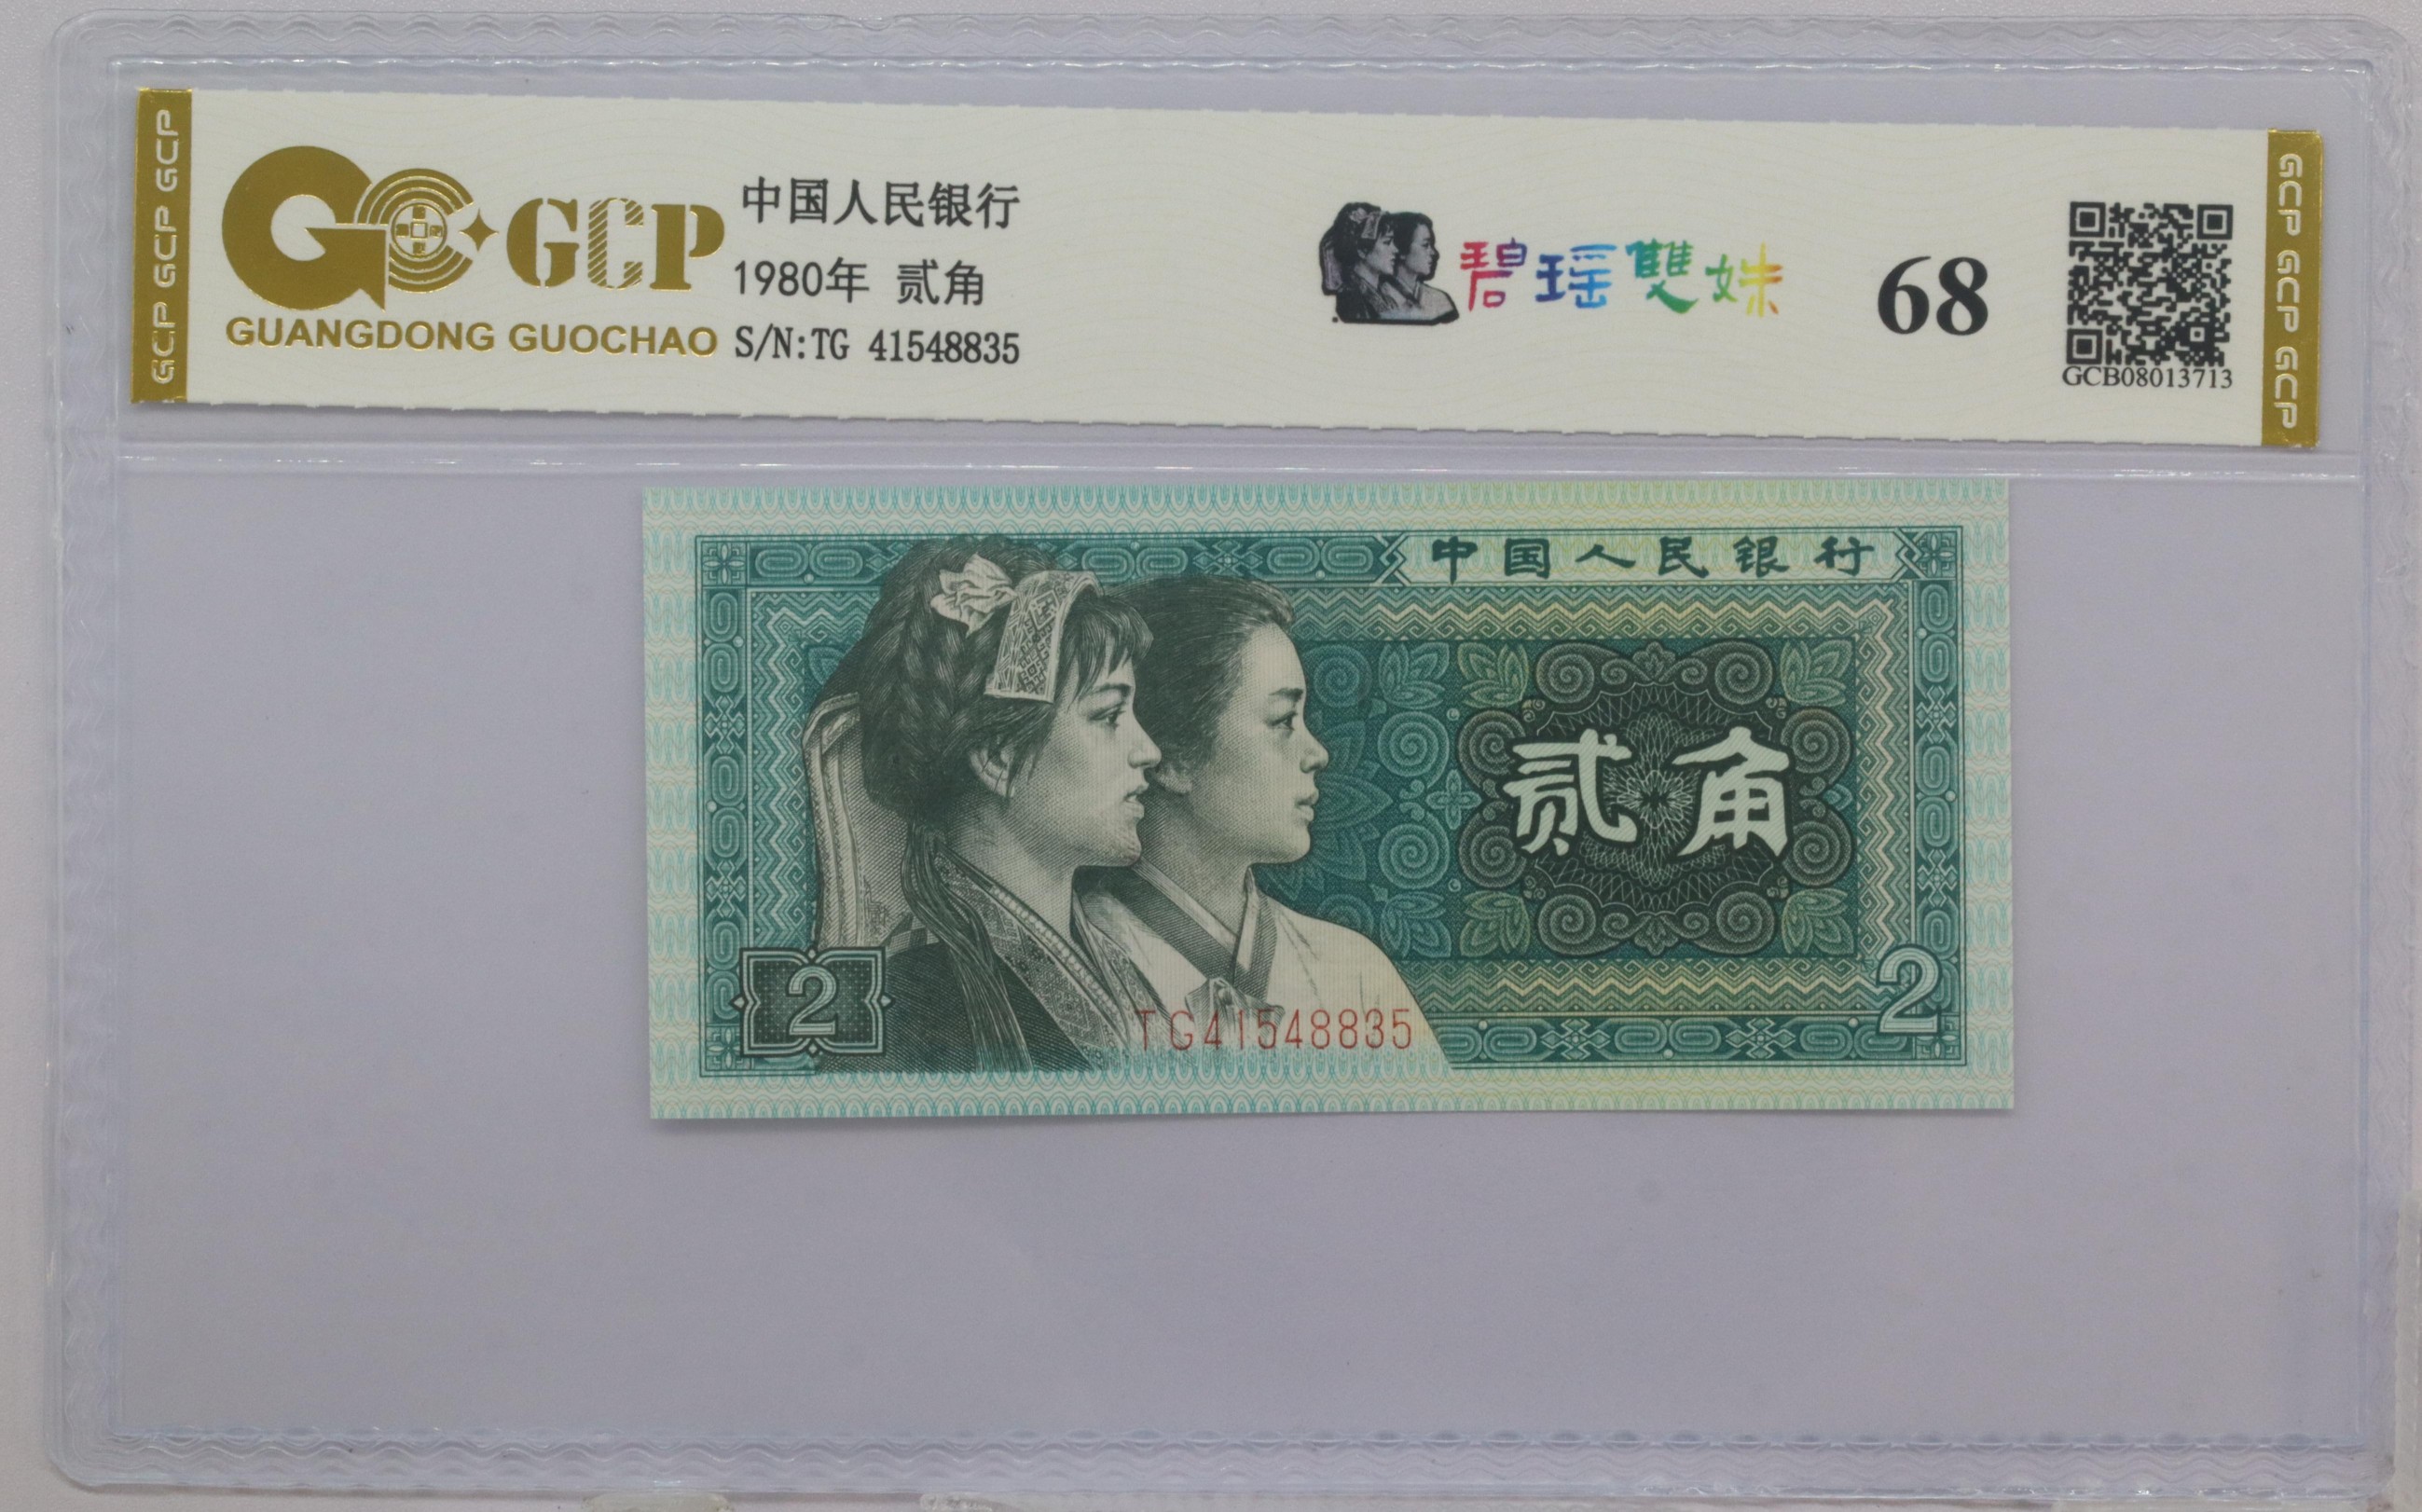 GCP GCP GCP
GCP
GUANGDONG GUOCHAO
中国人民银行
1980年 贰角
S/N:TG 41548835
碧瑶雙姝
68
GCB08013713
GCP GCP GCP
中国人民银行
贰角
2
TG41548835
2